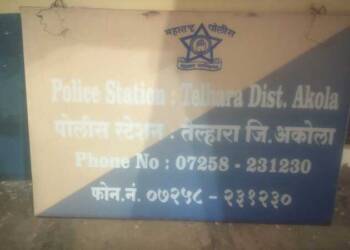 महाराष्ट्र पोलीस
Police Station : Telhara Dist. Akola
पोलीस स्टेशन : तेल्हारा जि.अकोला
Phone No : 07258 - 231230
फोन.नं. ०७२५८ - २३१२३०